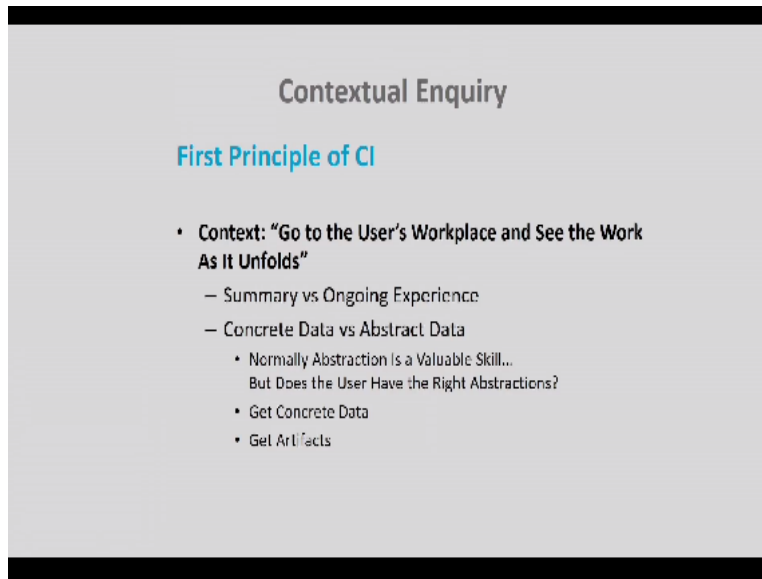 Contextual Enquiry
First Principle of CI
• Context: “Go to the User’s Workplace and See the Work
As It Unfolds”
– Summary vs Ongoing Experience
– Concrete Data vs Abstract Data
• Normally Abstraction Is a Valuable Skill...
But Does the User Have the Right Abstractions?
• Get Concrete Data
• Get Artifacts